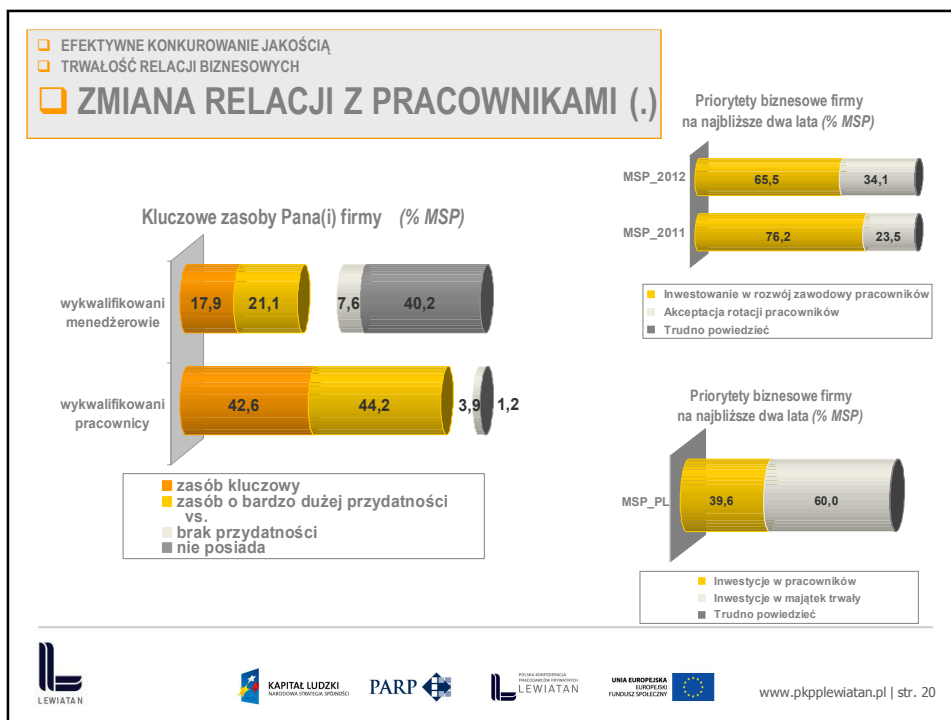 EFEKTYWNE KONKUROWANIE JAKOŚCIĄ
TRWAŁOŚĆ RELACJI BIZNESOWYCH
ZMIANA RELACJI Z PRACOWNIKAMI (.)
Kluczowe zasoby Pana(i) firmy (% MSP)
wykwalifikowani
menedżerowie
17,9
21,1
7,6
40,2
wykwalifikowani
pracownicy
42,6
44,2
3,9
1,2
zasób kluczowy
zasób o bardzo dużej przydatności
vs.
brak przydatności
nie posiada
Priorytety biznesowe firmy
na najbliższe dwa lata (% MSP)
MSP_2012
65,5
34,1
MSP_2011
76,2
23,5
Inwestowanie w rozwój zawodowy pracowników
Akceptacja rotacji pracowników
Trudno powiedzieć
Priorytety biznesowe firmy
na najbliższe dwa lata (% MSP)
MSP_PL
39,6
60,0
Inwestycje w pracowników
Inwestycje w majątek trwały
Trudno powiedzieć
LEWIATAN
KAPITAŁ LUDZKI
NARODOWA STRATEGIA SPÓJNOŚCI
PARP
POLSKA KONFEDERACJA
PRACODAWCÓW PRYWATNYCH
LEWIATAN
UNIA EUROPEJSKA
EUROPEJSKI
FUNDUSZ SPOŁECZNY
www.pkpplewiatan.pl | str. 20